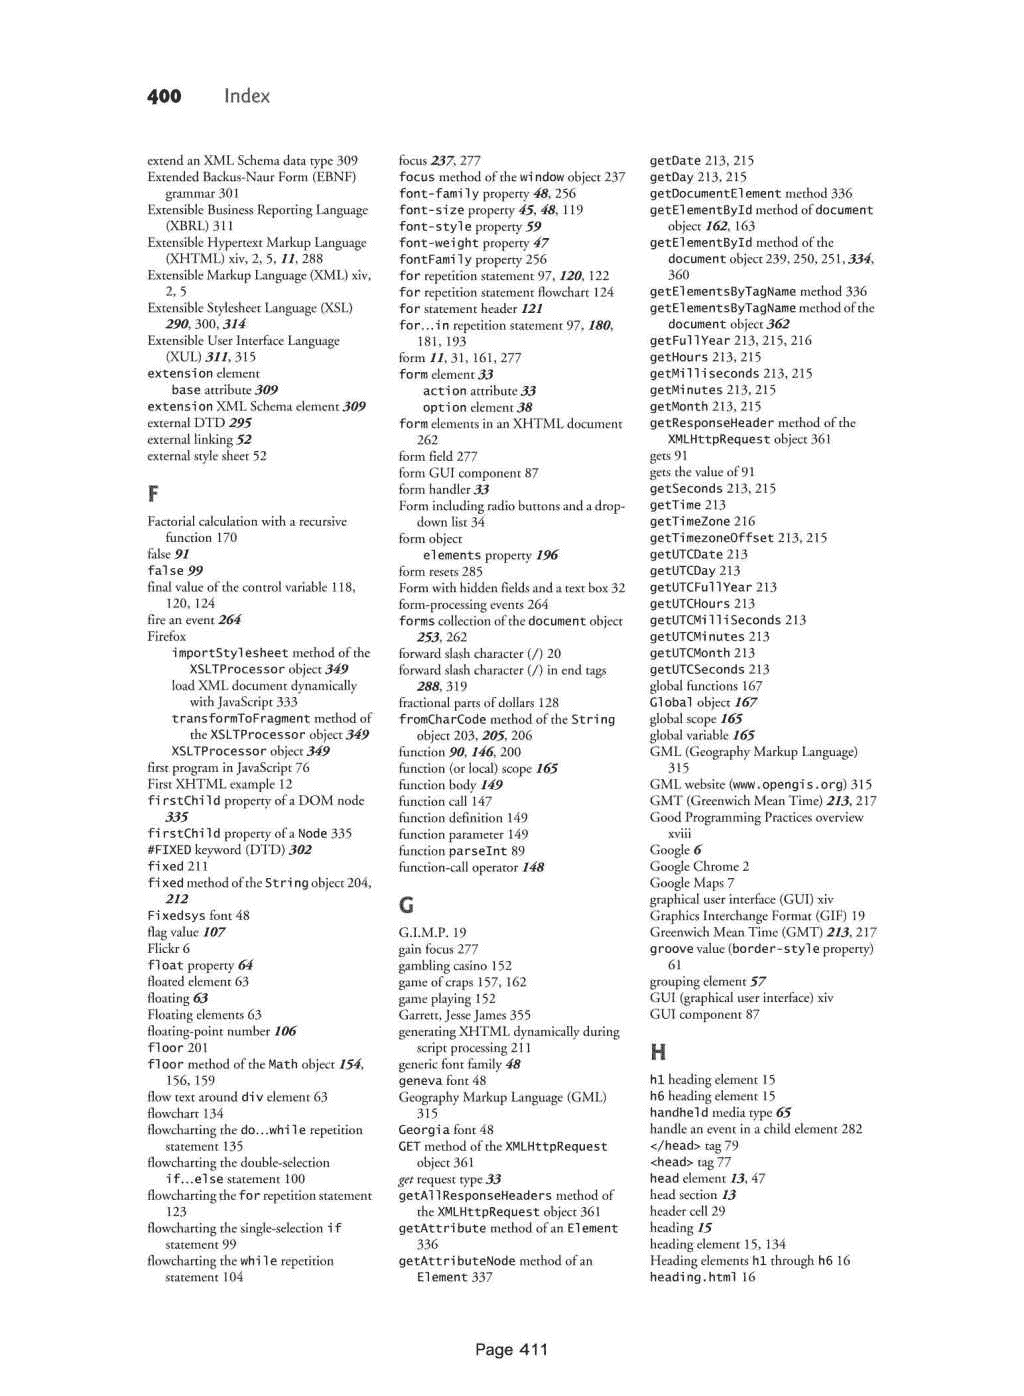 400 Index
extend an XML Schema data type 309
Extended Backus-Naur Form (EBNF)
grammar 301
Extensible Business Reporting Language
(XBRL) 311
Extensible Hypertext Markup Language
(XHTML) xiv, 2, 5, 11, 288
Extensible Markup Language (XML) xiv,
2, 5
Extensible Stylesheet Language (XSL)
290, 300, 314
Extensible User Interface Language
(XUL) 311, 315
extension element
base attribute 309
extension XML Schema element 309
external DTD 295
external linking 52
external style sheet 52
F
Factorial calculation with a recursive
function 170
false 91
false 99
final value of the control variable 118,
120, 124
fire an event 264
Firefox
importStylesheet method of the
XSLTProcessor object 349
load XML document dynamically
with JavaScript 333
transformToFragment method of
the XSLTProcessor object 349
XSLTProcessor object 349
first program in JavaScript 76
First XHTML example 12
firstChild property of a DOM node
335
firstChild property of a Node 335
#FIXED keyword (DTD) 302
fixed 211
fixed method of the String object 204,
212
Fixedsys font 48
flag value 107
Flickr 6
float property 64
floated element 63
floating 63
Floating elements 63
floating-point number 106
floor 201
floor method of the Math object 154,
156, 159
flow text around div element 63
flowchart 134
flowcharting the do...while repetition
statement 135
flowcharting the double-selection
if...else statement 100
flowcharting the for repetition statement
123
flowcharting the single-selection if
statement 99
flowcharting the while repetition
statement 104
focus 237, 277
focus method of the window object 237
font-family property 48, 256
font-size property 45, 48, 119
font-style property 59
font-weight property 47
fontFamily property 256
for repetition statement 97, 120, 122
for repetition statement flowchart 124
for statement header 121
for...in repetition statement 97, 180,
181, 193
form 11, 31, 161, 277
form element 33
action attribute 33
option element 38
form elements in an XHTML document
262
form field 277
form GUI component 87
form handler 33
Form including radio buttons and a drop-
down list 34
form object
elements property 196
form resets 285
Form with hidden fields and a text box 32
form-processing events 264
forms collection of the document object
253, 262
forward slash character (/) 20
forward slash character (/) in end tags
288, 319
fractional parts of dollars 128
fromCharCode method of the String
object 203, 205, 206
function 90, 146, 200
function (or local) scope 165
function body 149
function call 147
function definition 149
function parameter 149
function parseInt 89
function-call operator 148
G
G.I.M.P. 19
gain focus 277
gambling casino 152
game of craps 157, 162
game playing 152
Garrett, Jesse James 355
generating XHTML dynamically during
script processing 211
generic font family 48
geneva font 48
Geography Markup Language (GML)
315
Georgia font 48
GET method of the XMLHttpRequest
object 361
get request type 33
getAllResponseHeaders method of
the XMLHttpRequest object 361
getAttribute method of an Element
336
getAttributeNode method of an
Element 337
getDate 213, 215
getDay 213, 215
getDocumentElement method 336
getElementById method of document
object 162, 163
getElementById method of the
document object 239, 250, 251, 334,
360
getElementsByTagName method 336
getElementsByTagName method of the
document object 362
getFullYear 213, 215, 216
getHours 213, 215
getMilliseconds 213, 215
getMinutes 213, 215
getMonth 213, 215
getResponseHeader method of the
XMLHttpRequest object 361
gets 91
gets the value of 91
getSeconds 213, 215
getTime 213
getTimeZone 216
getTimezoneOffset 213, 215
getUTCDate 213
getUTCDay 213
getUTCFullYear 213
getUTCHours 213
getUTCMilliSeconds 213
getUTCMinutes 213
getUTCMonth 213
getUTCSeconds 213
global functions 167
Global object 167
global scope 165
global variable 165
GML (Geography Markup Language)
315
GML website (www.opengis.org) 315
GMT (Greenwich Mean Time) 213, 217
Good Programming Practices overview
xviii
Google 6
Google Chrome 2
Google Maps 7
graphical user interface (GUI) xiv
Graphics Interchange Format (GIF) 19
Greenwich Mean Time (GMT) 213, 217
groove value (border-style property)
61
grouping element 57
GUI (graphical user interface) xiv
GUI component 87
H
h1 heading element 15
h6 heading element 15
handheld media type 65
handle an event in a child element 282
</head> tag 79
<head> tag 77
head element 13, 47
head section 13
header cell 29
heading 15
heading element 15, 134
Heading elements h1 through h6 16
heading.html 16
Page 411